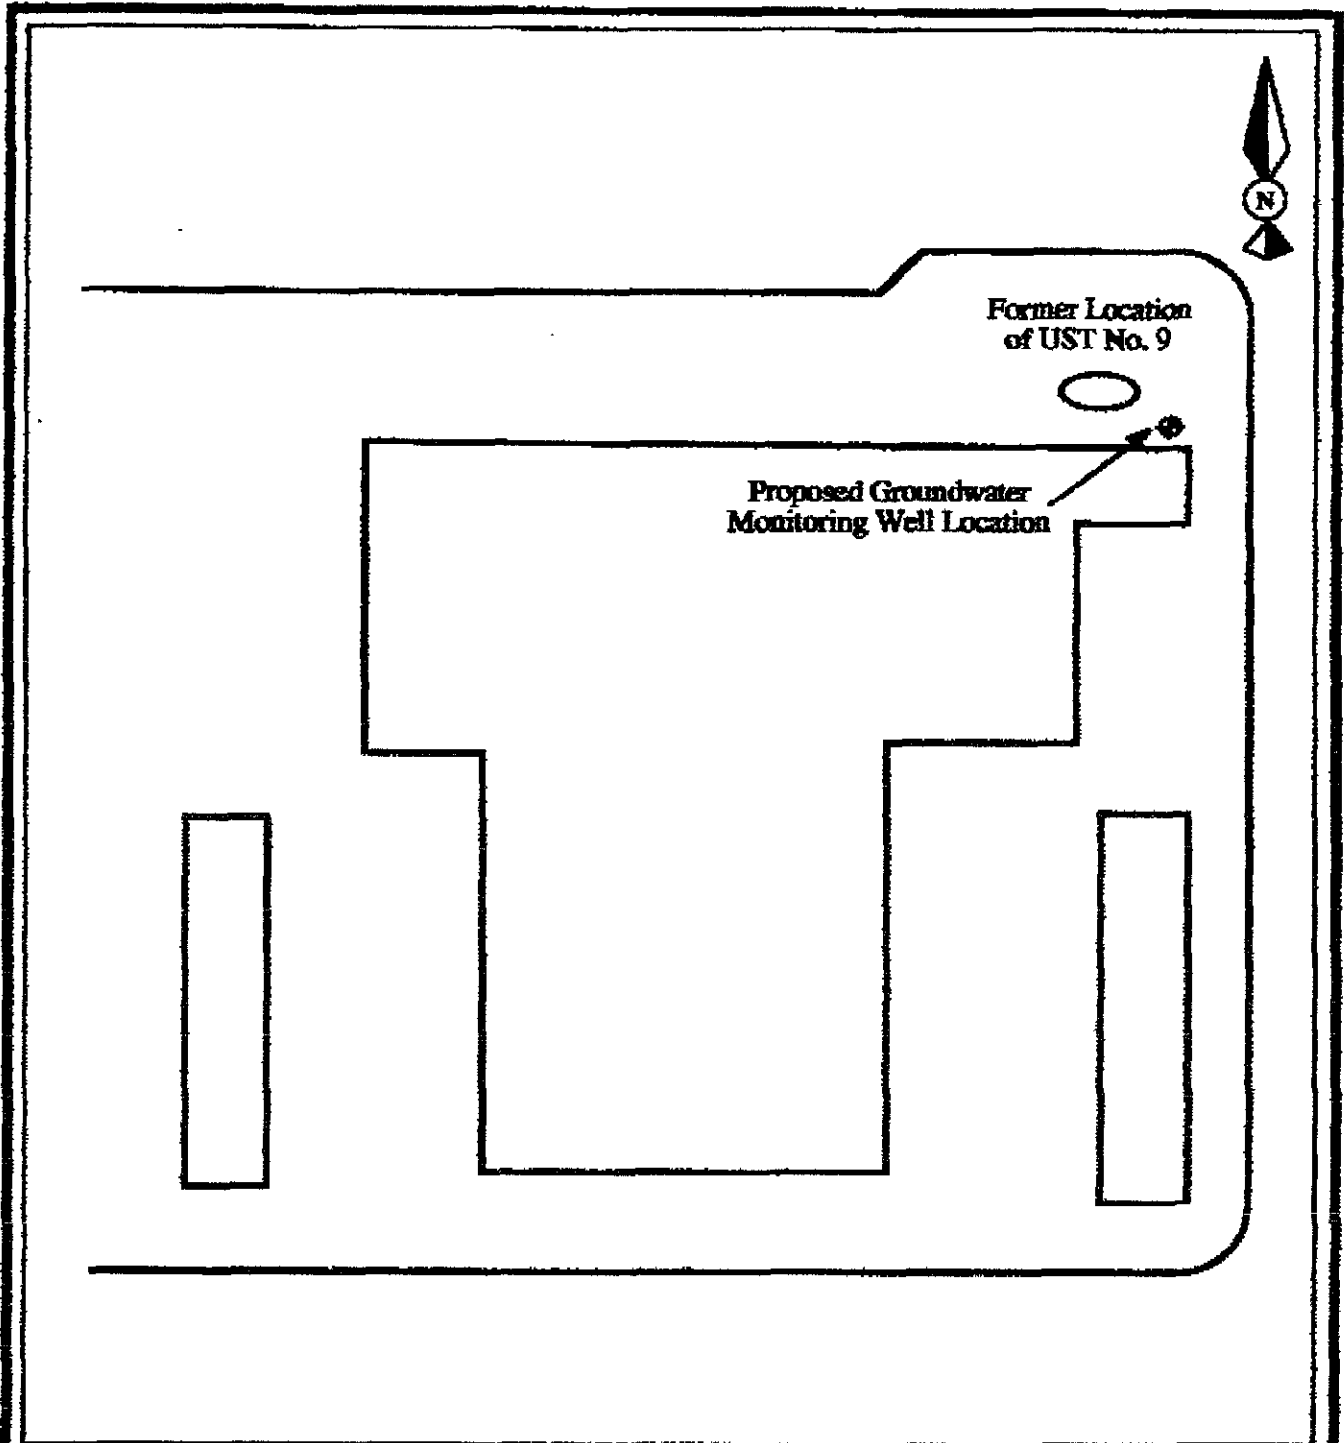 N
Former Location
of UST No. 9
Proposed Groundwater
Monitoring Well Location